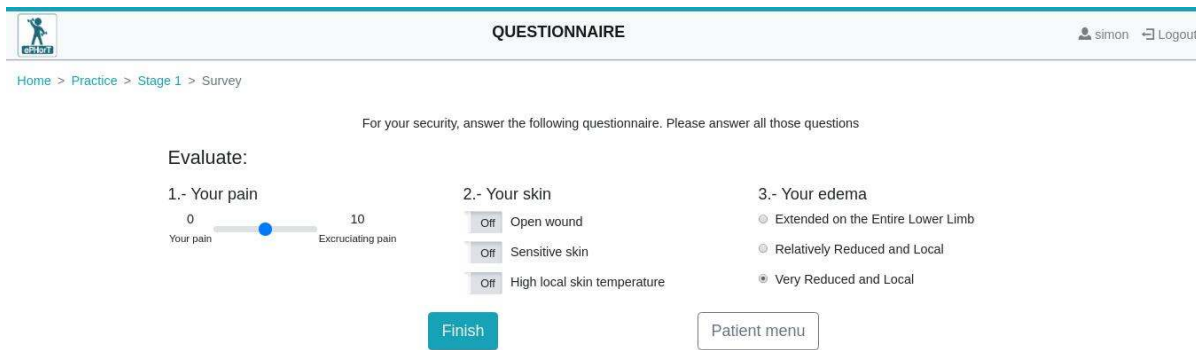 ePHorT
QUESTIONNAIRE
simon Logout
Home > Practice > Stage 1 > Survey
For your security, answer the following questionnaire. Please answer all those questions
Evaluate:
1.- Your pain
0 10
Your pain Excruciating pain
2.- Your skin
Off Open wound
Off Sensitive skin
Off High local skin temperature
3.- Your edema
Extended on the Entire Lower Limb
Relatively Reduced and Local
Very Reduced and Local
Finish Patient menu